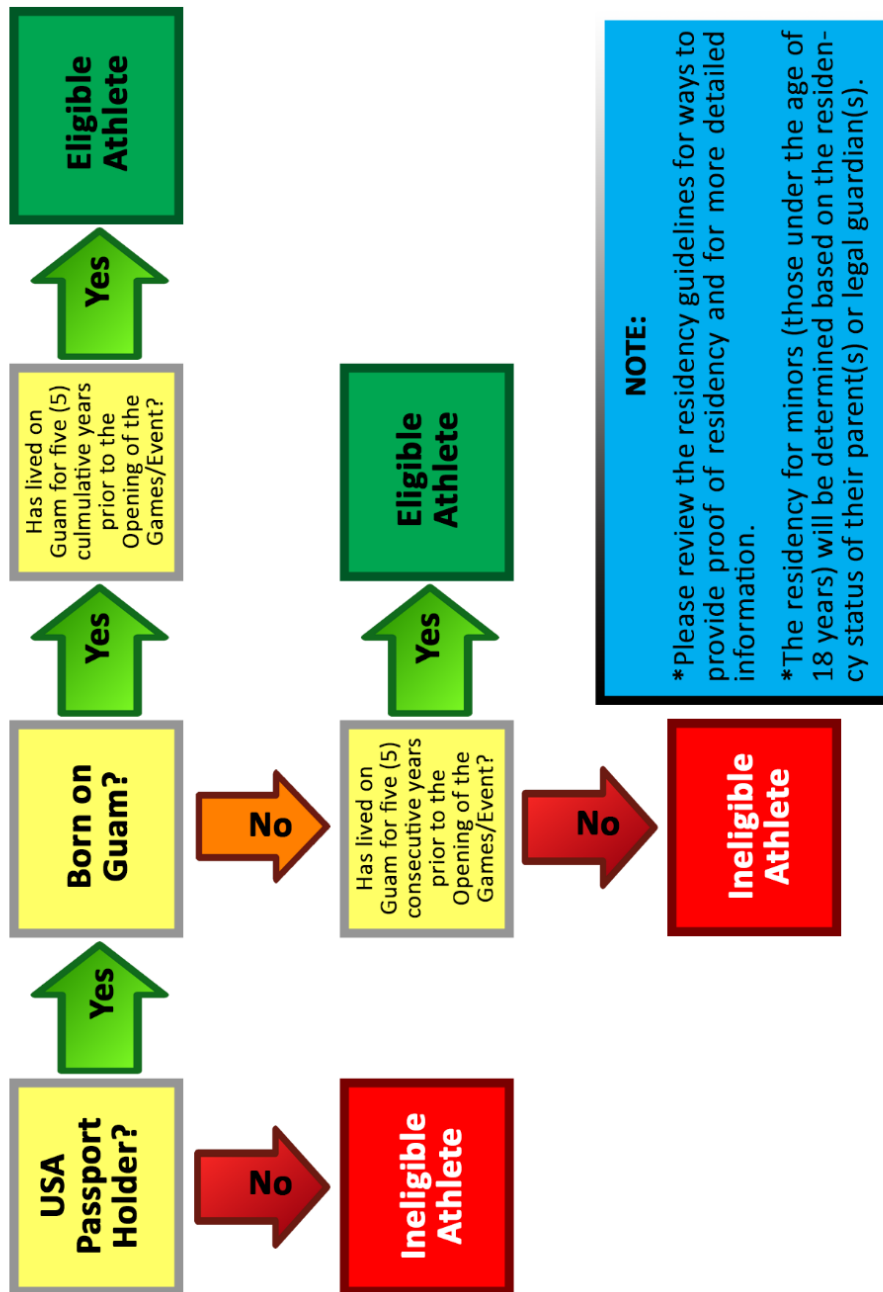 USA
Passport
Holder?
Yes
Born on
Guam?
Yes
Has lived on
Guam for five (5)
culmulative years
prior to the
Opening of the
Games/Event?
Yes
Eligible
Athlete
No
No
Ineligible
Athlete
Has lived on
Guam for five (5)
consecutive years
prior to the
Opening of the
Games/Event?
Yes
Eligible
Athlete
No
Ineligible
Athlete
NOTE:
*Please review the residency guidelines for ways to
provide proof of residency and for more detailed
information.
*The residency for minors (those under the age of
18 years) will be determined based on the residen-
cy status of their parent(s) or legal guardian(s).